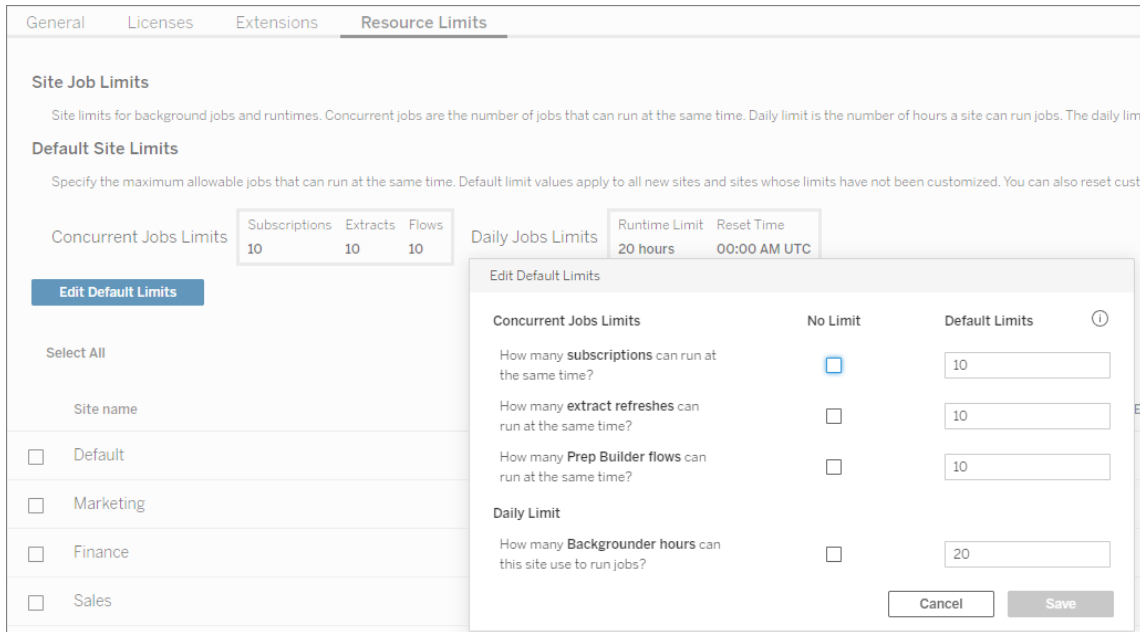 General Licenses Extensions Resource Limits
Site Job Limits
Site limits for background jobs and runtimes. Concurrent jobs are the number of jobs that can run at the same time. Daily limit is the number of hours a site can run jobs. The daily lim
Default Site Limits
Specify the maximum allowable jobs that can run at the same time. Default limit values apply to all new sites and sites whose limits have not been customized. You can also reset cust
Concurrent Jobs Limits
Subscriptions Extracts Flows
10 10 10
Daily Jobs Limits
Runtime Limit Reset Time
20 hours 00:00 AM UTC
Edit Default Limits
Select All
Site name
Default
Marketing
Finance
Sales
Edit Default Limits
Concurrent Jobs Limits No Limit Default Limits
How many subscriptions can run at
the same time?
10
How many extract refreshes can
run at the same time?
10
How many Prep Builder flows can
run at the same time?
10
Daily Limit
How many Backgrounder hours can
this site use to run jobs?
20
Cancel Save